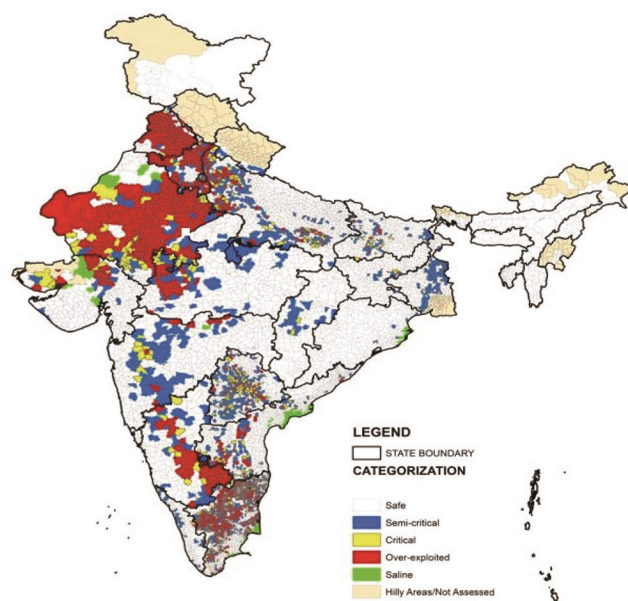 LEGEND
STATE BOUNDARY
CATEGORIZATION
Safe
Semi-critical
Critical
Over-exploited
Saline
Hilly Areas/Not Assessed